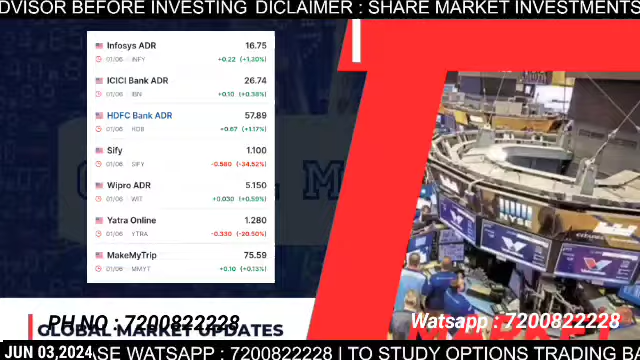 DVISOR BEFORE INVESTING DICLAIMER : SHARE MARKET INVESTMENTS
Infosys ADR 16.75
01/06 INFY +0.22 (+1.30%)
ICICI Bank ADR 26.74
01/06 IBN +0.10 (+0.38%)
HDFC Bank ADR 57.89
01/06 HDB +0.67 (+1.17%)
Sify 1.100
01/06 SIFY -0.580 (-34.52%)
Wipro ADR 5.150
01/06 WIT +0.030 (+0.59%)
Yatra Online 1.280
01/06 YTRA -0.330 (-20.50%)
MakeMyTrip 75.59
01/06 MMYT +0.10 (+0.13%)
PH NO : 7200822228
Watsapp : 7200822228
GLOBAL MARKET UPDATES
JUN 03,2024
ASE WATSAPP : 7200822228 | TO STUDY OPTIONS TRADING BA